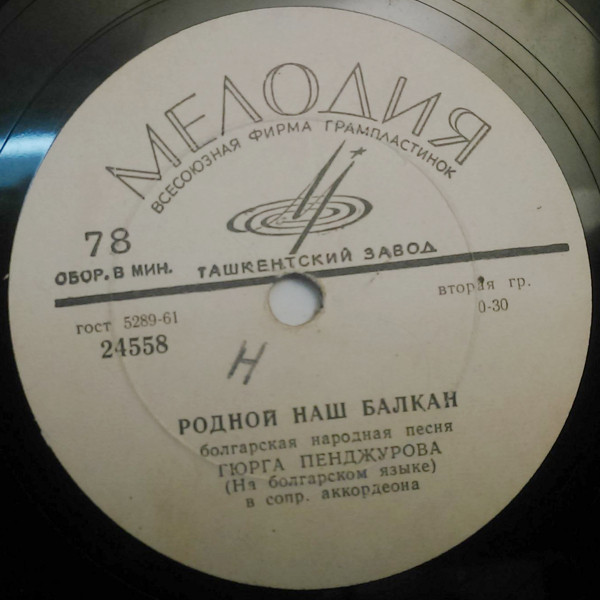 МЕЛОДИЯ
ВСЕСОЮЗНАЯ ФИРМА ГРАМПЛАСТИНОК
78
ОБОР. В МИН.
ТАШКЕНТСКИЙ ЗАВОД
гост 5289-61
24558
вторая гр.
0-30
Н
РОДНОЙ НАШ БАЛКАН
болгарская народная песня
ГЮРГА ПЕНДЖУРОВА
(На болгарском языке)
в сопр. аккордеона